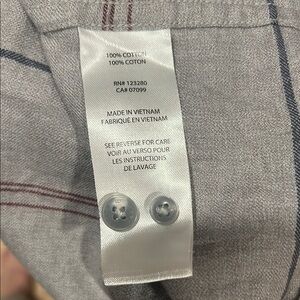 100% COTTON
100% COTON
RN# 123280
CA# 07099
MADE IN VIETNAM
FABRIQUÉ EN VIETNAM
SEE REVERSE FOR CARE
VOIR AU VERSO POUR
LES INSTRUCTIONS
DE LAVAGE